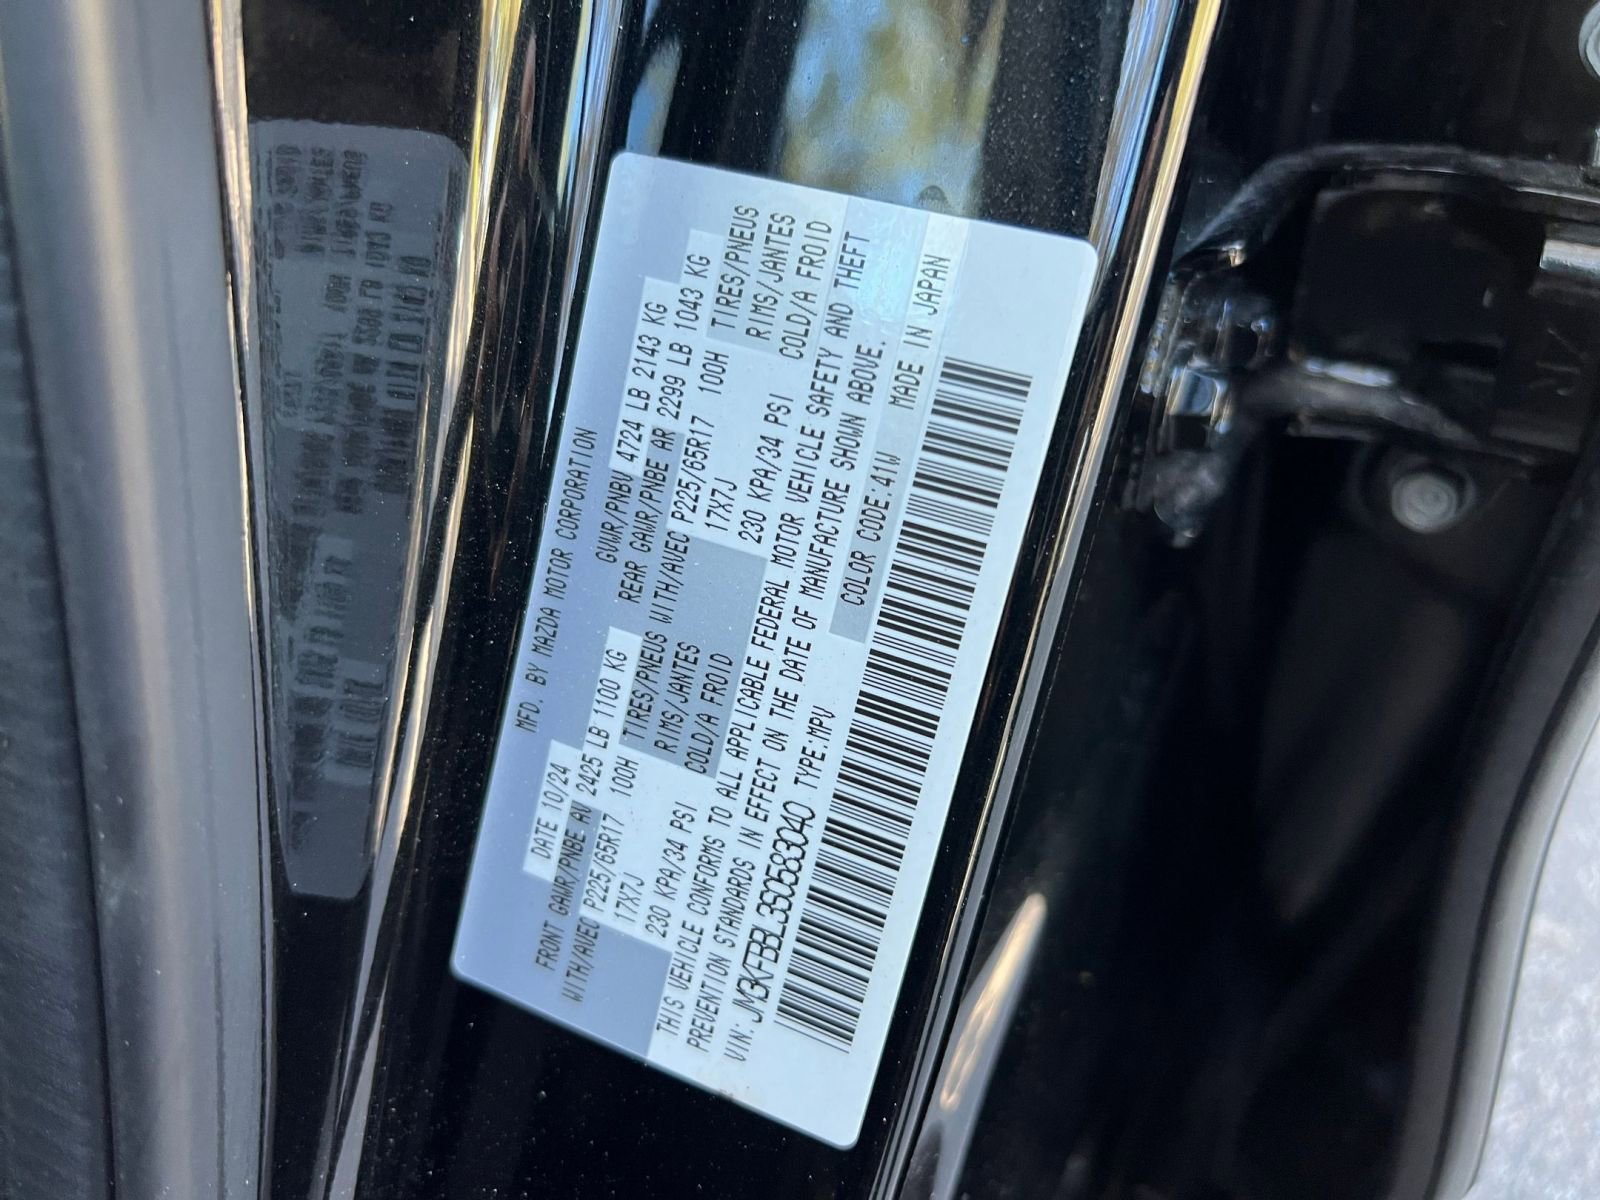 MFD. BY MAZDA MOTOR CORPORATION
DATE 10/24 GVWR/PNBV 4724 LB 2143 KG
FRONT GAWR/PNBE AV 2425 LB 1100 KG REAR GAWR/PNBE AR 2299 LB 1043 KG
WITH/AVEC P225/65R17 100H TIRES/PNEUS WITH/AVEC P225/65R17 100H TIRES/PNEUS
17X7J RIMS/JANTES 17X7J RIMS/JANTES
230 KPA/34 PSI COLD/A FROID 230 KPA/34 PSI COLD/A FROID
THIS VEHICLE CONFORMS TO ALL APPLICABLE FEDERAL MOTOR VEHICLE SAFETY AND THEFT
PREVENTION STANDARDS IN EFFECT ON THE DATE OF MANUFACTURE SHOWN ABOVE.
VIN: JM3KFBBL3S0583040 TYPE:MPV COLOR CODE:41W MADE IN JAPAN